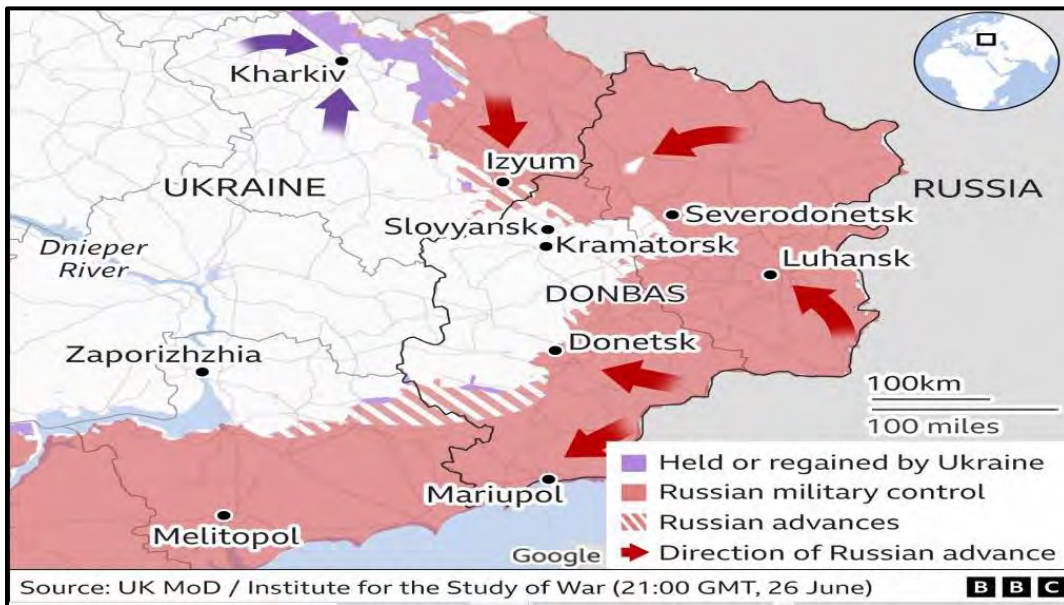 Kharkiv
Izyum
UKRAINE
RUSSIA
Slovyansk
Severodonetsk
Kramatorsk
Dnieper
River
Luhansk
DONBAS
Zaporizhzhia
Donetsk
100km
100 miles
Held or regained by Ukraine
Mariupol
Russian military control
Melitopol
Russian advances
Google
Direction of Russian advance
Source: UK MoD / Institute for the Study of War (21:00 GMT, 26 June)
BBC